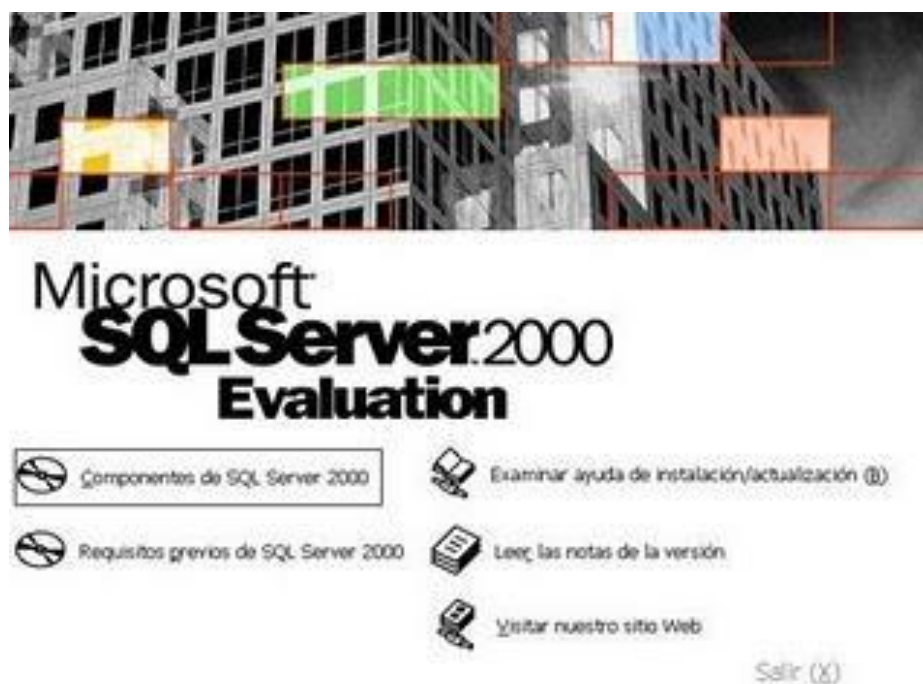 Microsoft
SQL Server 2000
Evaluation
Componentes de SQL Server 2000
Examinar ayuda de instalación/actualización (B)
Requisitos previos de SQL Server 2000
Leer las notas de la versión
Visitar nuestro sitio Web
Salir (X)